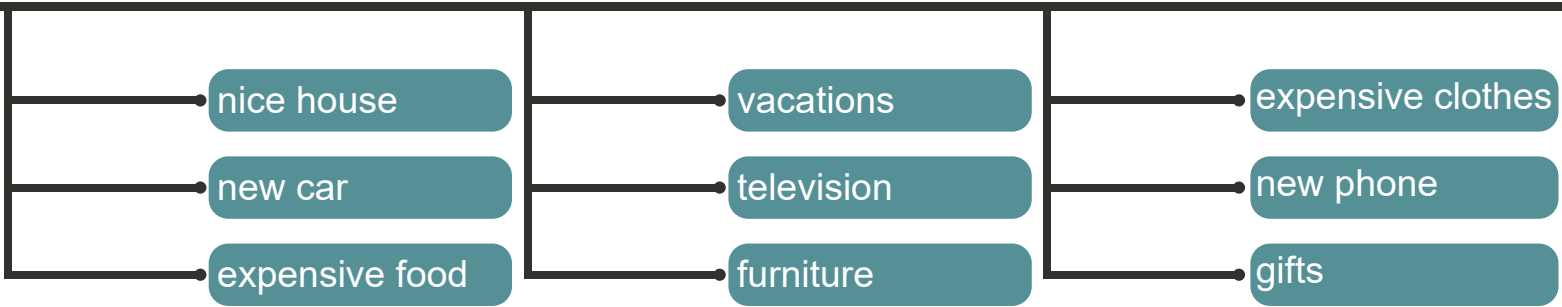 nice house
new car
expensive food
vacations
television
furniture
expensive clothes
new phone
gifts